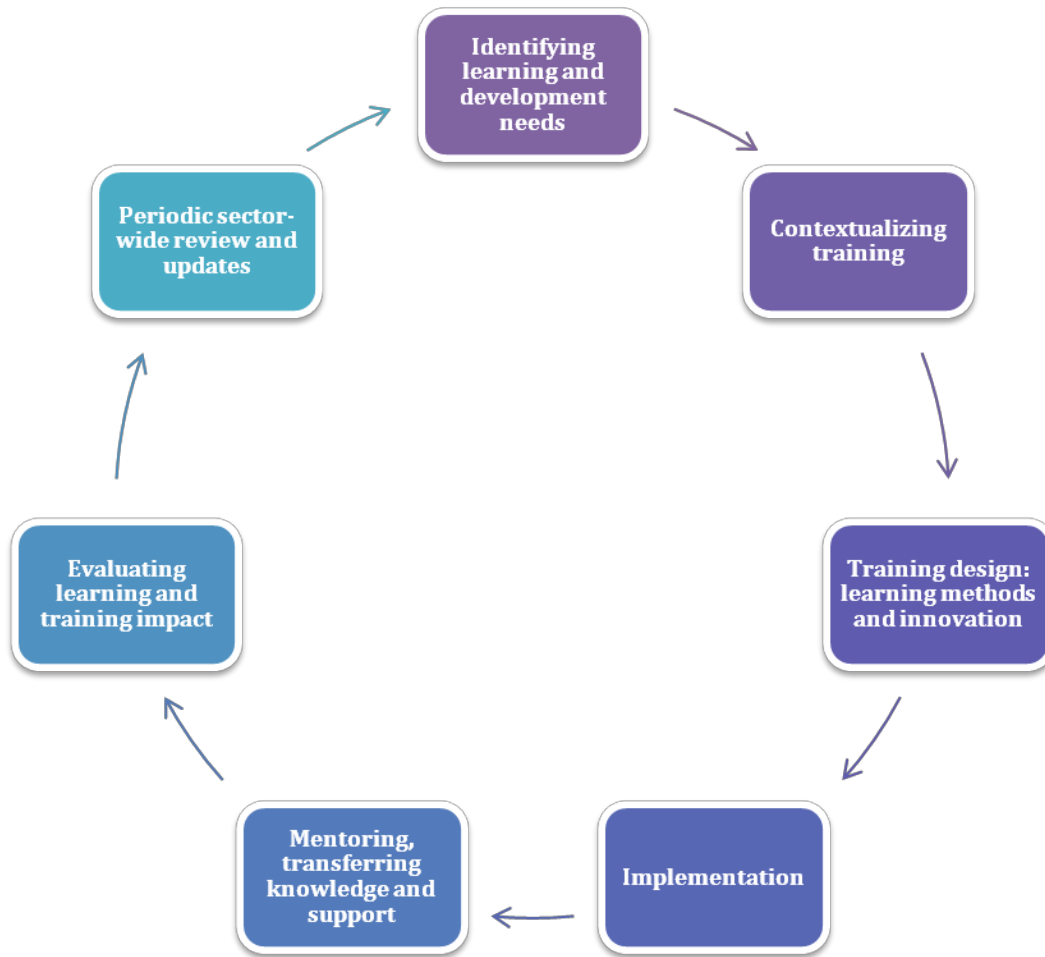 Identifying
learning and
development
needs
Contextualizing
training
Training design:
learning methods
and innovation
Implementation
Mentoring,
transferring
knowledge and
support
Evaluating
learning and
training impact
Periodic sector-
wide review and
updates